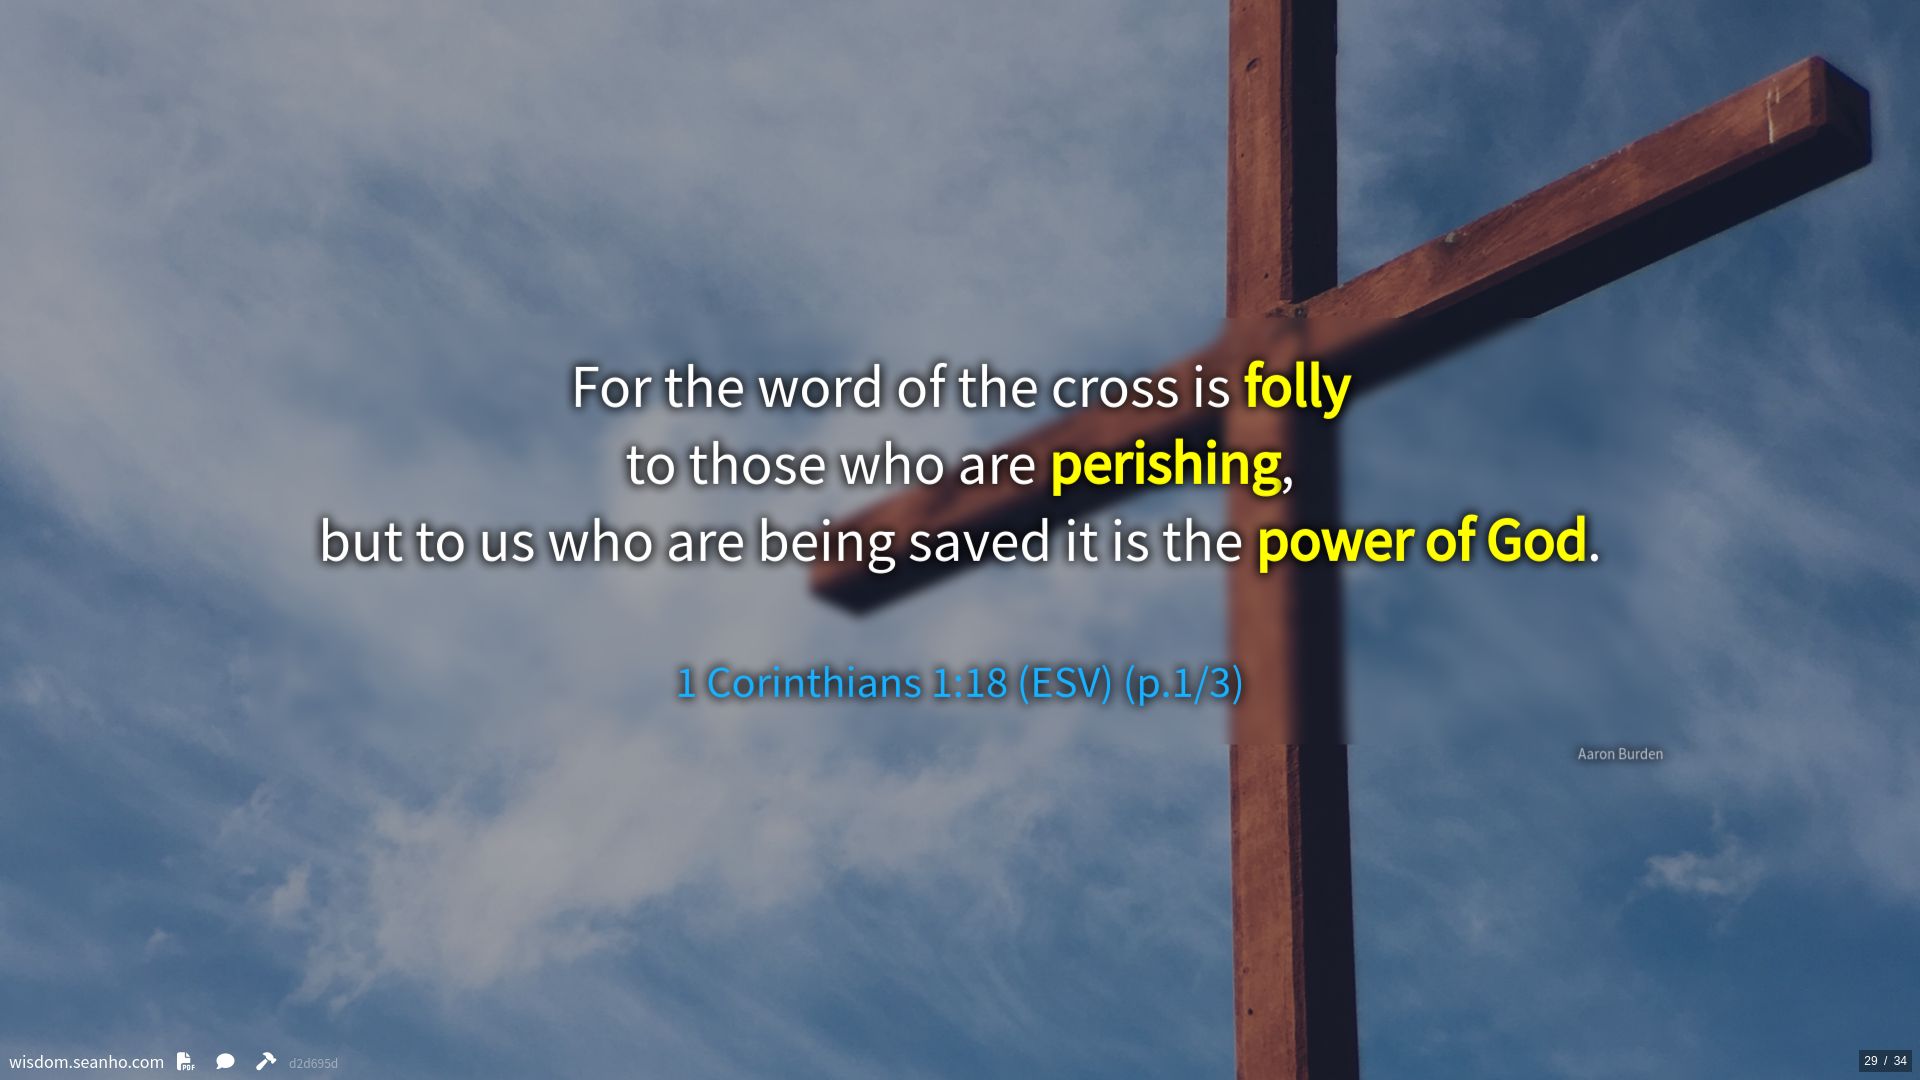 For the word of the cross is folly
to those who are perishing,
but to us who are being saved it is the power of God.
1 Corinthians 1:18 (ESV) (p.1/3)
Aaron Burden
wisdom.seanho.com PDF d2d695d
29 / 34